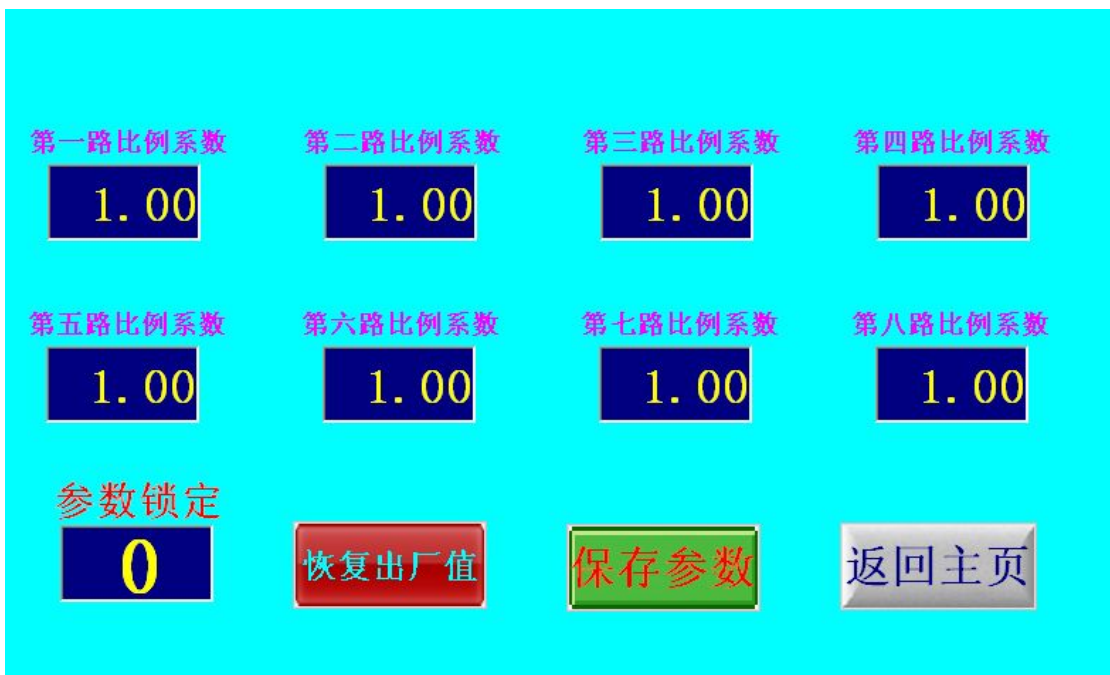 第一路比例系数 第二路比例系数 第三路比例系数 第四路比例系数
1.00 1.00 1.00 1.00
第五路比例系数 第六路比例系数 第七路比例系数 第八路比例系数
1.00 1.00 1.00 1.00
参数锁定
0 恢复出厂值 保存参数 返回主页